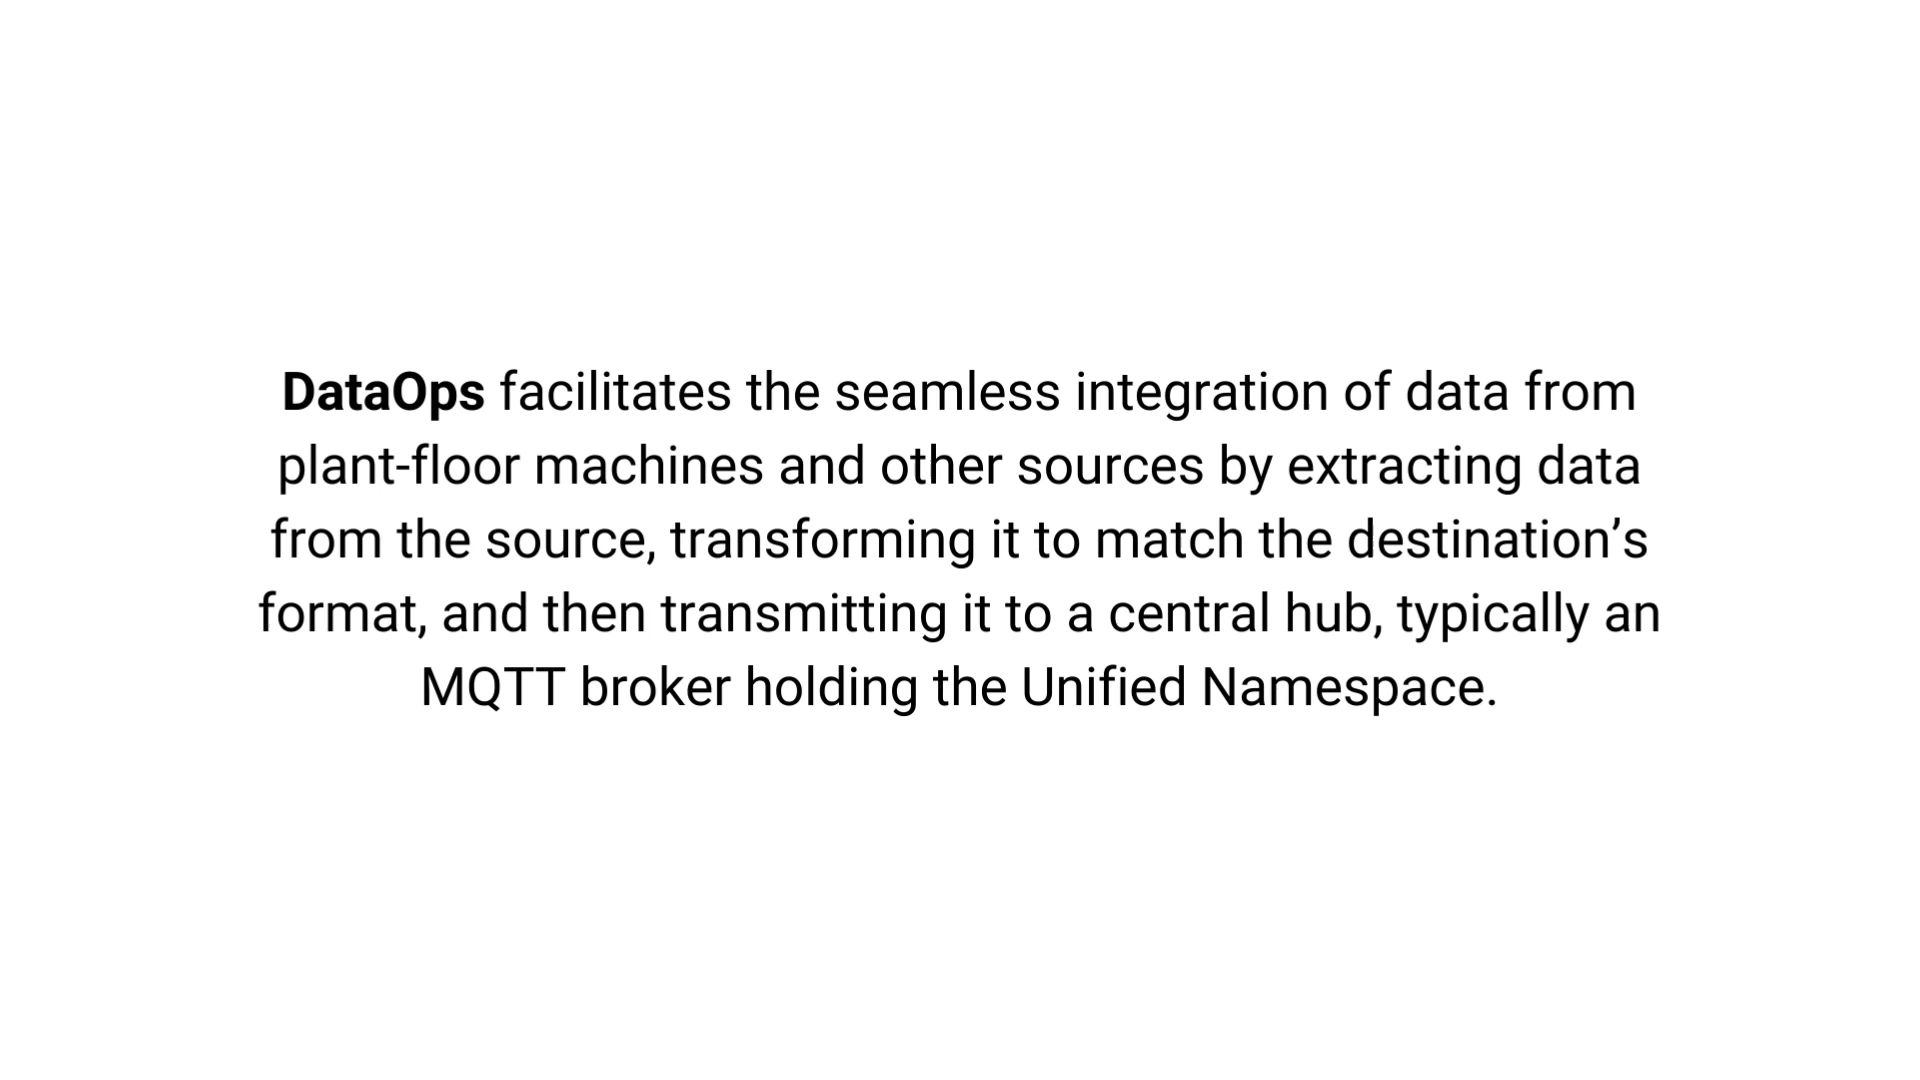 DataOps facilitates the seamless integration of data from
plant-floor machines and other sources by extracting data
from the source, transforming it to match the destination’s
format, and then transmitting it to a central hub, typically an
MQTT broker holding the Unified Namespace.